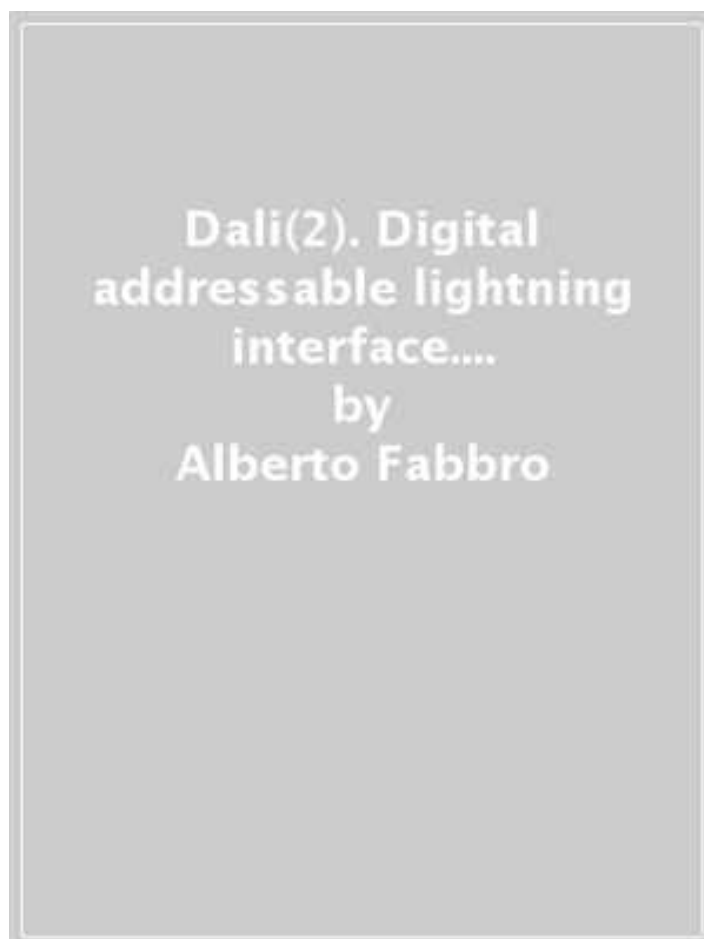 Dali(2). Digital
addressable lightning
interface....
by
Alberto Fabbro